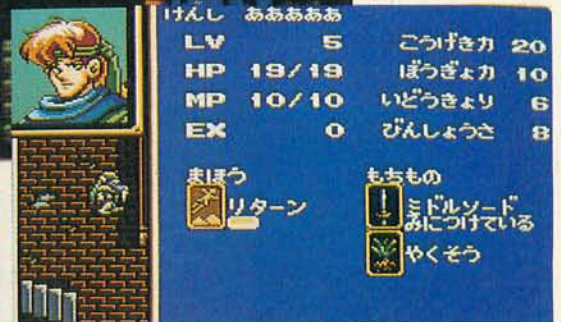 けんし あああああ
LV 5 こうげき力 20
HP 19/19 ぼうぎょ力 10
MP 10/10 いどうきょり 6
EX 0 びんしょうさ 8
まほう もちもの
リターン
ミドルソード
みにつけている
やくそう